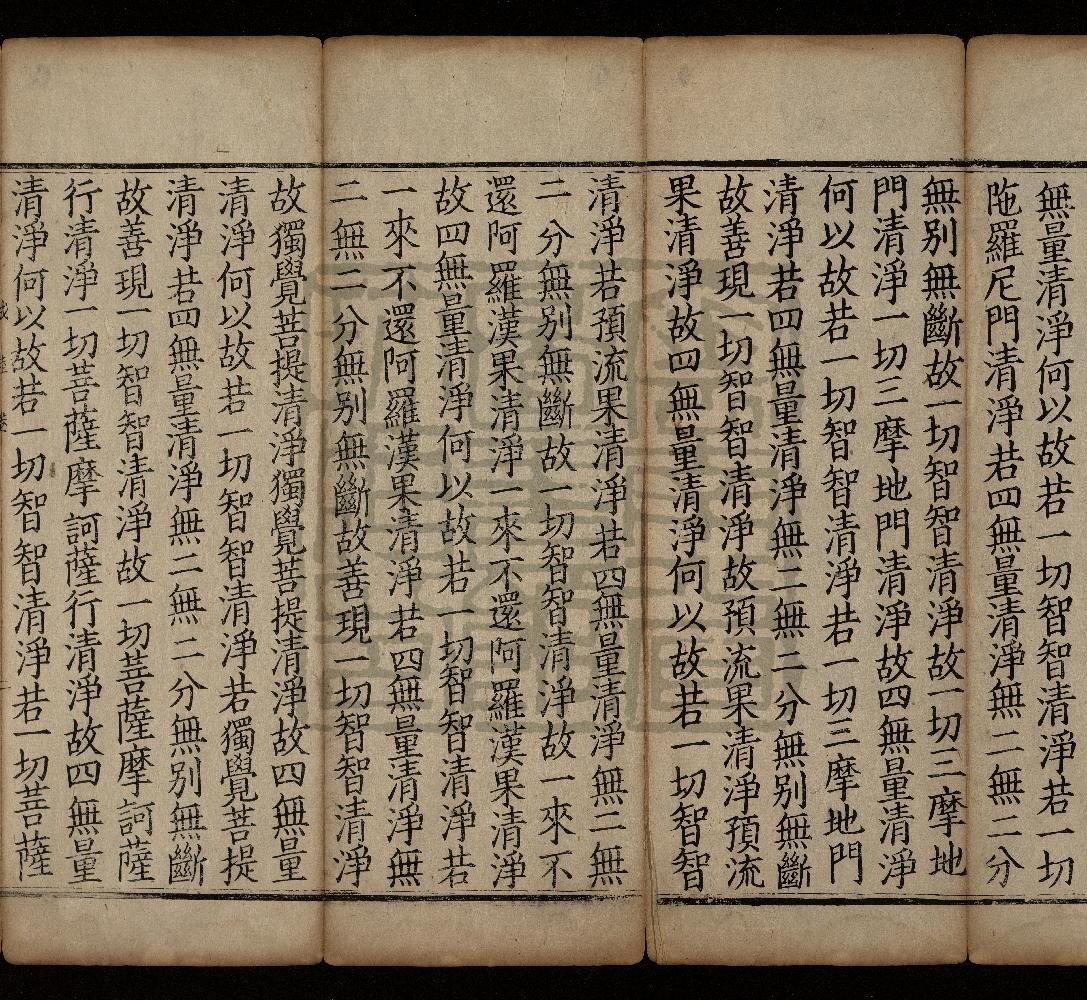 無量清淨何以故若一切智智清淨若一切
陁羅尼門清淨若四無量清淨無二無二分
無别無斷故一切智智清淨故一切三摩地
門清淨一切三摩地門清淨故四無量清淨
何以故若一切智智清淨若一切三摩地門
清淨若四無量清淨無二無二分無别無斷
故善現一切智智清淨故預流果清淨預流
果清淨故四無量清淨何以故若一切智智
清淨若預流果清淨若四無量清淨無二無
二分無别無斷故一切智智清淨故一來不
還阿羅漢果清淨一來不還阿羅漢果清淨
故四無量清淨何以故若一切智智清淨若
一來不還阿羅漢果清淨若四無量清淨無
二無二分無别無斷故善現一切智智清淨
故獨覺菩提清淨獨覺菩提清淨故四無量
清淨何以故若一切智智清淨若獨覺菩提
清淨若四無量清淨無二無二分無别無斷
故善現一切智智清淨故一切菩薩摩訶薩
行清淨一切菩薩摩訶薩行清淨故四無量
清淨何以故若一切智智清淨若一切菩薩